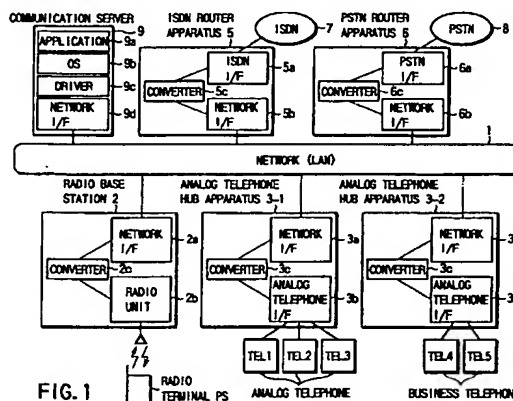 COMMUNICATION SERVER
9
APPLICATION
9a
OS
9b
DRIVER
9c
NETWORK I/F
9d
ISDN ROUTER
APPARATUS 5
ISDN
7
ISDN
I/F
5a
CONVERTER
5c
NETWORK
I/F
5b
PSTN ROUTER
APPARATUS 6
PSTN
8
PSTN
I/F
6a
CONVERTER
6c
NETWORK
I/F
6b
1
NETWORK (LAN)
RADIO BASE
STATION 2
NETWORK
I/F
2a
CONVERTER
2c
RADIO
UNIT
2b
RADIO
TERMINAL PS
ANALOG TELEPHONE
HUB APPARATUS 3-1
NETWORK
I/F
3a
CONVERTER
3c
ANALOG
TELEPHONE
I/F
3b
TEL1
TEL2
TEL3
ANALOG TELEPHONE
ANALOG TELEPHONE
HUB APPARATUS 3-2
NETWORK
I/F
3
CONVERTER
3c
ANALOG
TELEPHONE
I/F
3
TEL4
TEL5
BUSINESS TELEPHON
FIG. 1